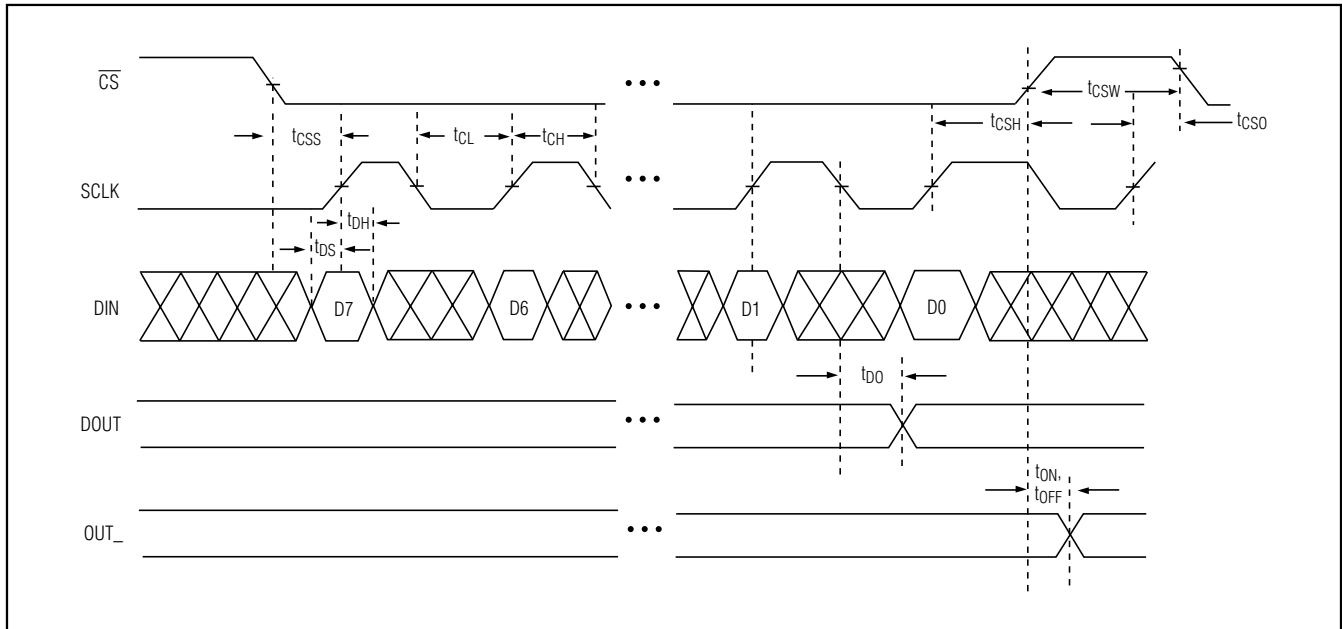 CS
•••
tCSW
tCSS
tCL
tCH
tCSH
tCSO
SCLK
•••
tDH
tDS
DIN
D7
D6
•••
D1
D0
tDO
DOUT
•••
tON,
tOFF
OUT_
•••